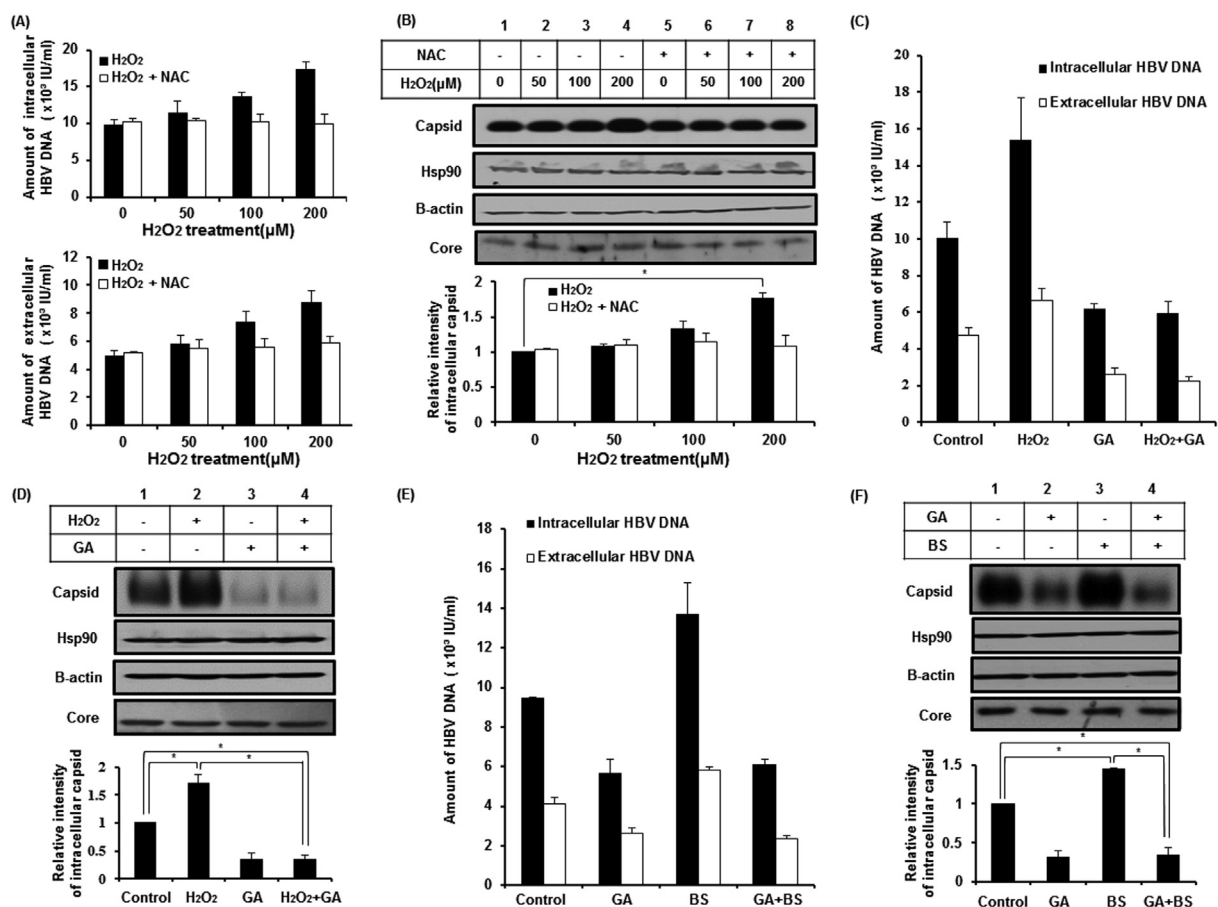 (A)
H₂O₂
H₂O₂ + NAC
20
15
10
5
0
Amount of intracellular
HBV DNA ( x10³ IU/ml)
0 50 100 200
H₂O₂ treatment(µM)
H₂O₂
H₂O₂ + NAC
12
10
8
6
4
2
0
Amount of extracellular
HBV DNA ( x10³ IU/ml)
0 50 100 200
H₂O₂ treatment(µM)
(B)
1 2 3 4 5 6 7 8
NAC - - - - + + + +
H₂O₂(µM) 0 50 100 200 0 50 100 200
Capsid
Hsp90
B-actin
Core
*
H₂O₂
H₂O₂ + NAC
2
1.5
1
0.5
0
Relative intensity
of intracellular capsid
0 50 100 200
H₂O₂ treatment(µM)
(C)
Intracellular HBV DNA
Extracellular HBV DNA
20
18
16
14
12
10
8
6
4
2
0
Amount of HBV DNA ( x10³ IU/ml)
Control H₂O₂ GA H₂O₂+GA
(D)
1 2 3 4
H₂O₂ - + - +
GA - - + +
Capsid
Hsp90
B-actin
Core
*
* *
2
1.5
1
0.5
0
Relative intensity
of intracellular capsid
Control H₂O₂ GA H₂O₂+GA
(E)
Intracellular HBV DNA
Extracellular HBV DNA
18
16
14
12
10
8
6
4
2
0
Amount of HBV DNA ( x10³ IU/ml)
Control GA BS GA+BS
(F)
1 2 3 4
GA - + - +
BS - - + +
Capsid
Hsp90
B-actin
Core
*
* *
1.5
1
0.5
0
Relative intensity
of intracellular capsid
Control GA BS GA+BS